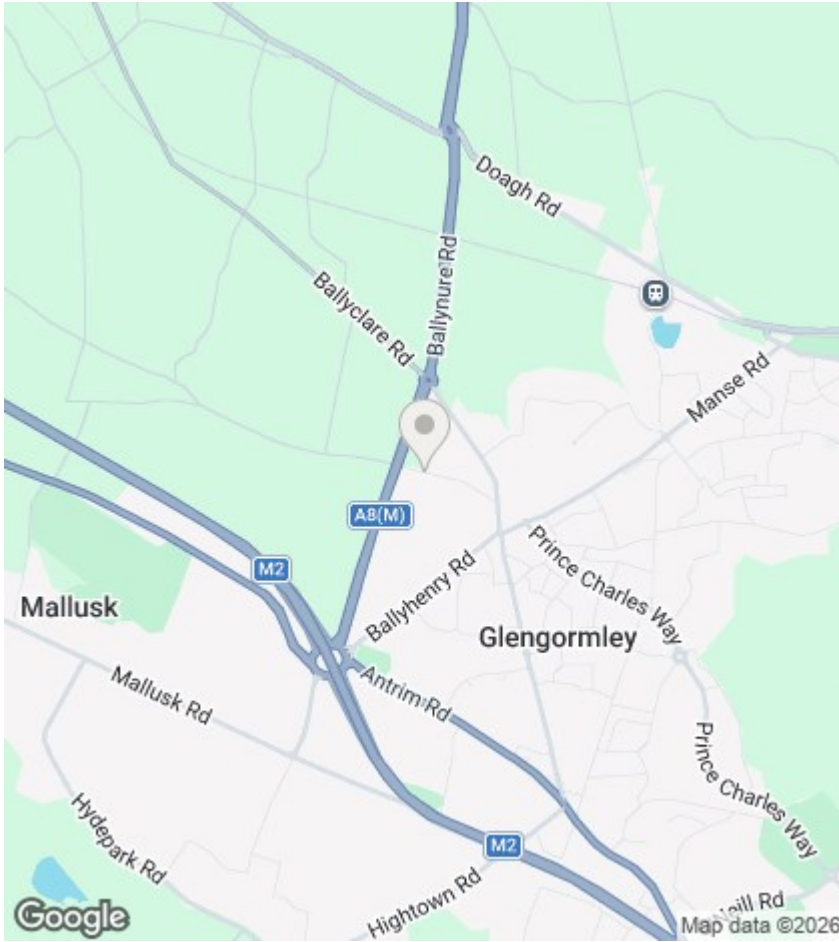 Doagh Rd
Ballynure Rd
Ballyclare Rd
Manse Rd
A8(M)
M2
Prince Charles Way
Ballyhenry Rd
Mallusk
Glengormley
Mallusk Rd
Antrim Rd
Prince Charles Way
Hydepark Rd
M2
Hightown Rd
Rd
Google
Map data ©2026